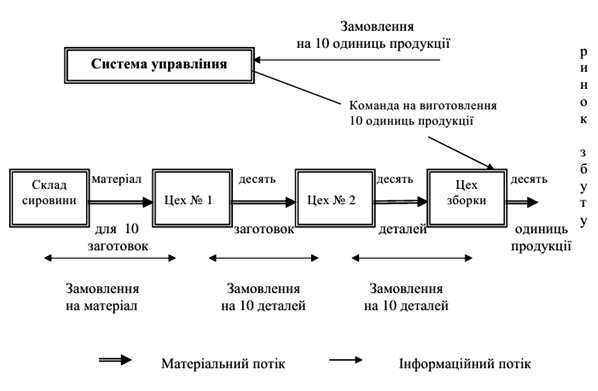 Замовлення
на 10 одиниць продукції
Система управління
Команда на виготовлення
10 одиниць продукції
ринок збуту
Склад
сировини
матеріал
для 10
заготовок
Цех № 1
десять
заготовок
Цех № 2
десять
деталей
Цех
зборки
десять
одиниць
продукції
Замовлення
на матеріал
Замовлення
на 10 деталей
Замовлення
на 10 деталей
Матеріальний потік
Інформаційний потік